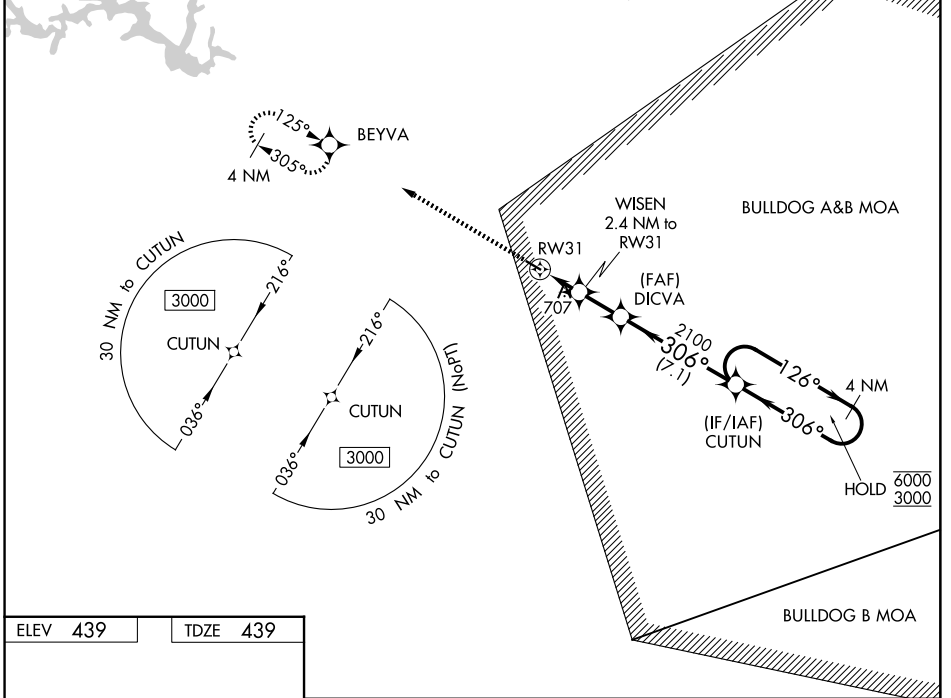 125°
305°
4 NM
BEYVA
30 NM to CUTUN
3000
216°
CUTUN
036°
216°
CUTUN
036°
3000
30 NM to CUTUN (NoPT)
RW31
WISEN
2.4 NM to
RW31
707
(FAF)
DICVA
2100
306°
(7.1)
(IF/IAF)
CUTUN
126°
306°
4 NM
HOLD
6000
3000
BULLDOG A&B MOA
BULLDOG B MOA
ELEV 439
TDZE 439